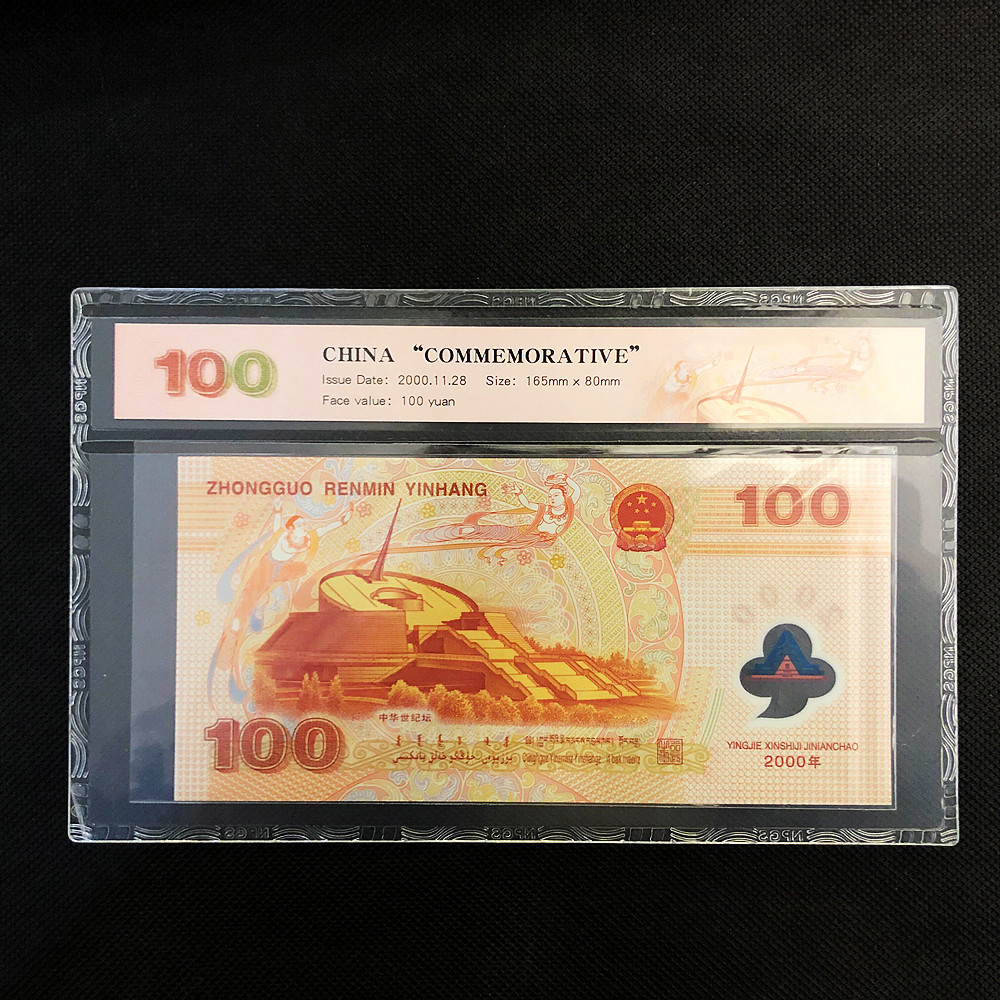 100
CHINA “COMMEMORATIVE”
Issue Date: 2000.11.28 Size: 165mm x 80mm
Face value: 100 yuan
ZHONGGUO RENMIN YINHANG
100
中华世纪坛
100
YINGJIE XINSHIJI JINIANCHAO
2000年
NPGS